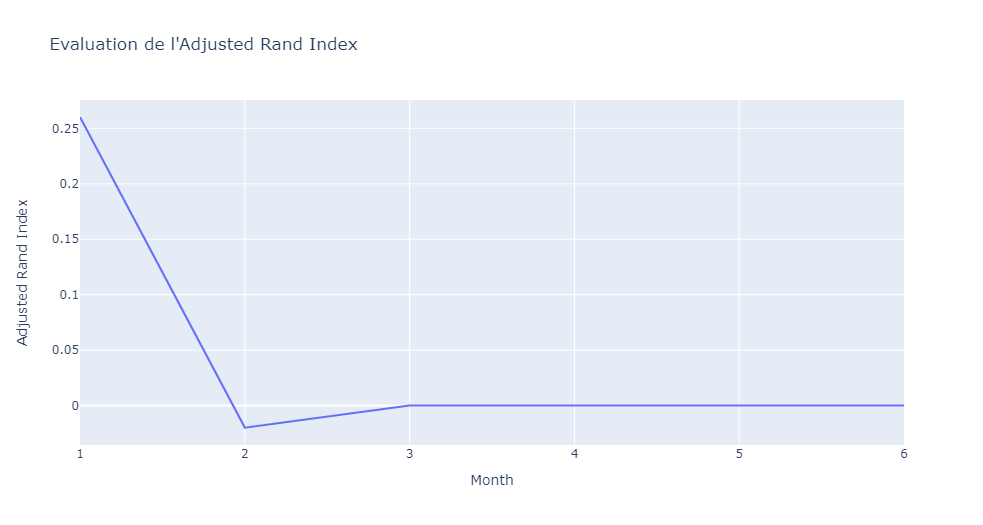 Evaluation de l'Adjusted Rand Index
0.25
0.2
0.15
0.1
0.05
0
Adjusted Rand Index
1 2 3 4 5 6
Month